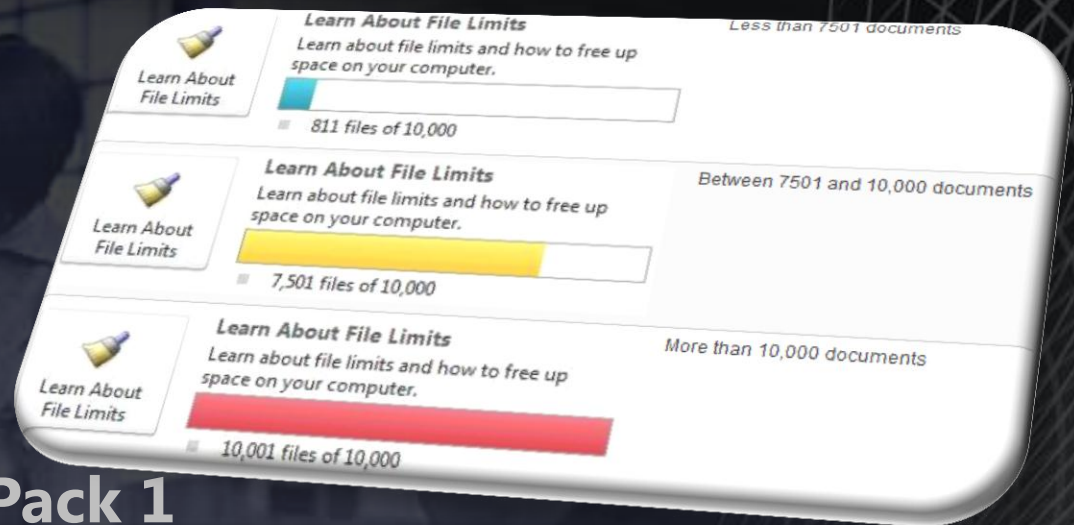 Learn About File Limits
Less than 7501 documents
Learn about file limits and how to free up
space on your computer.
Learn About
File Limits
811 files of 10,000
Learn About File Limits
Between 7501 and 10,000 documents
Learn about file limits and how to free up
space on your computer.
Learn About
File Limits
7,501 files of 10,000
Learn About File Limits
More than 10,000 documents
Learn about file limits and how to free up
space on your computer.
Learn About
File Limits
10,001 files of 10,000
Pack 1